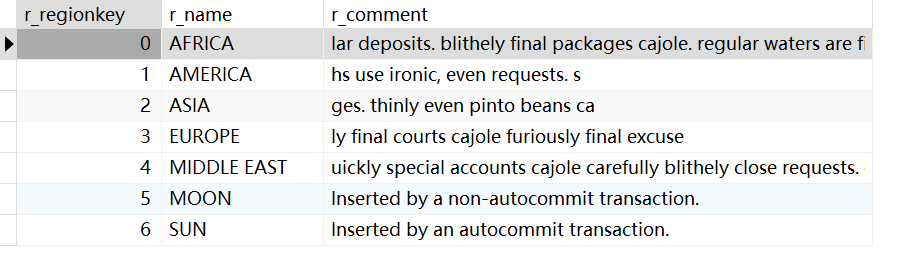 r_regionkey r_name r_comment
0 AFRICA lar deposits. blithely final packages cajole. regular waters are fi
1 AMERICA hs use ironic, even requests. s
2 ASIA ges. thinly even pinto beans ca
3 EUROPE ly final courts cajole furiously final excuse
4 MIDDLE EAST uickly special accounts cajole carefully blithely close requests.
5 MOON Inserted by a non-autocommit transaction.
6 SUN Inserted by an autocommit transaction.